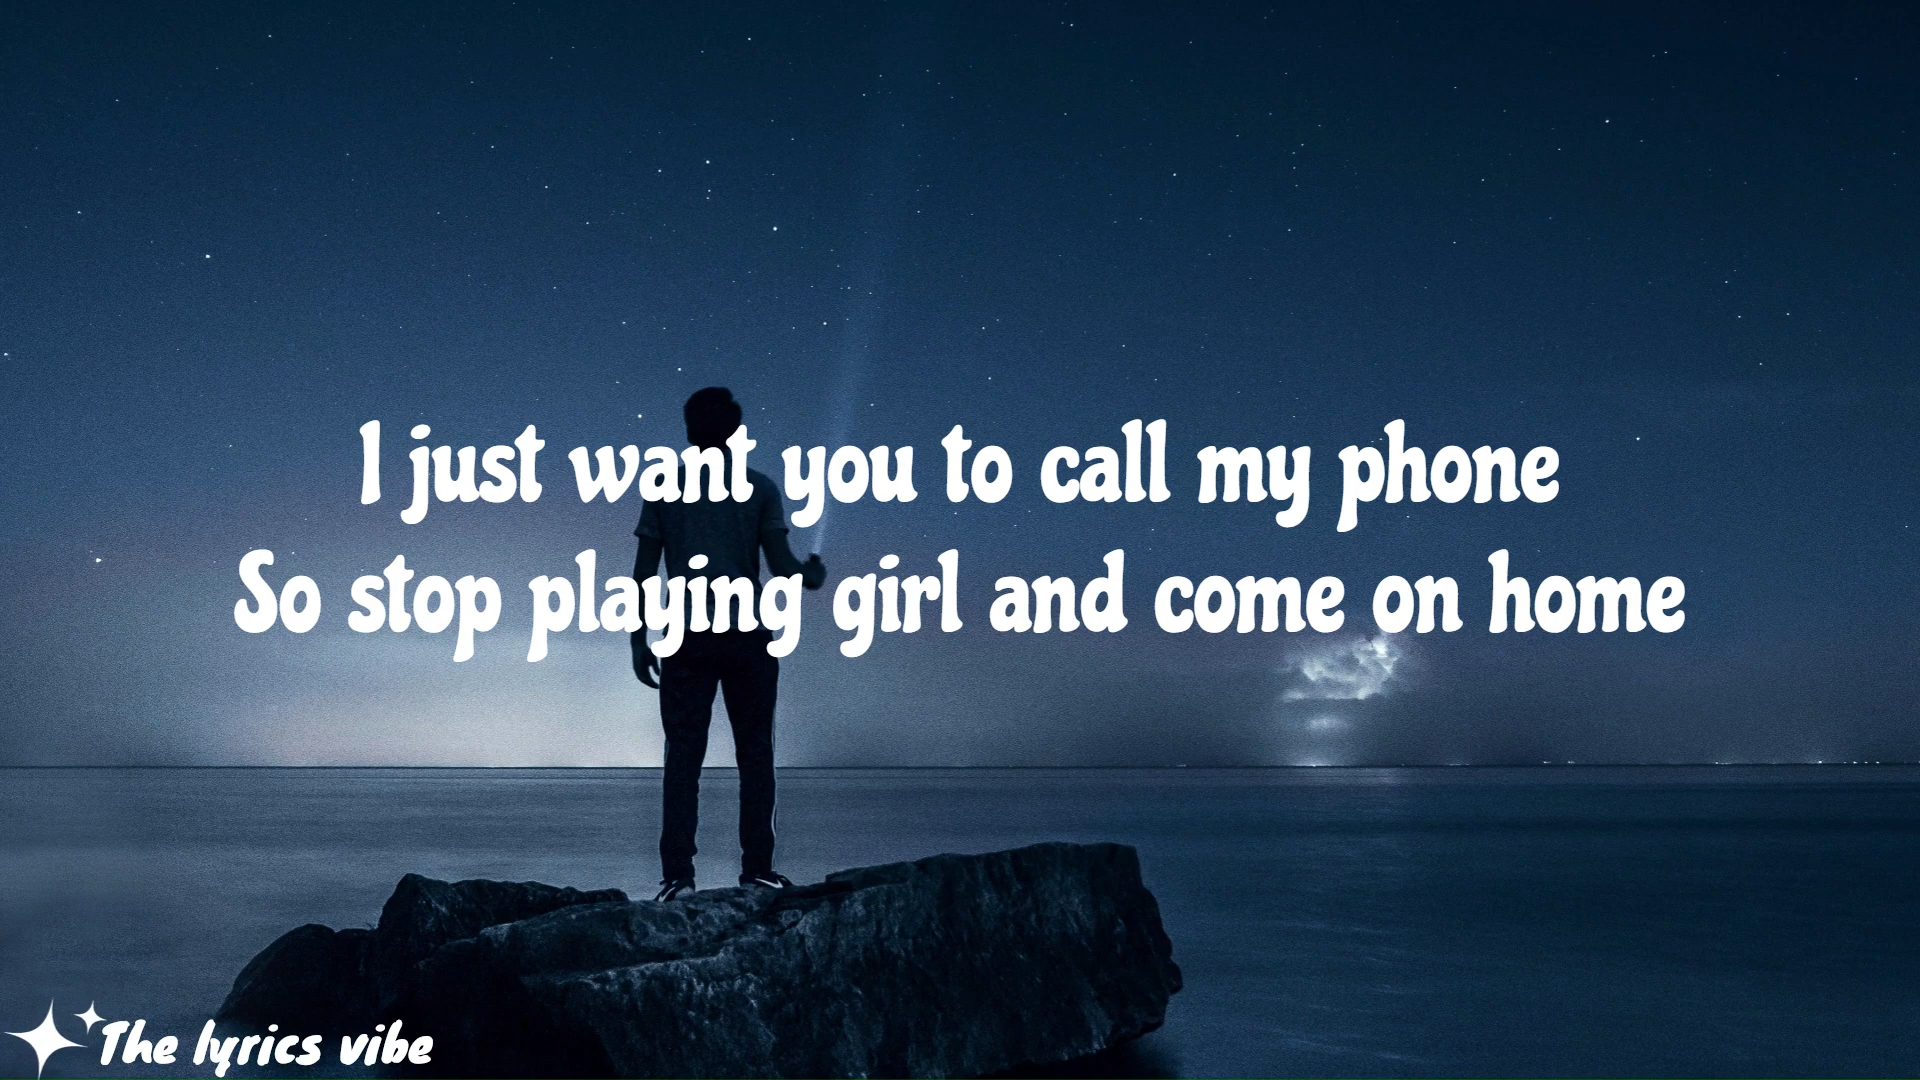 I just want you to call my phone
So stop playing girl and come on home
The lyrics vibe